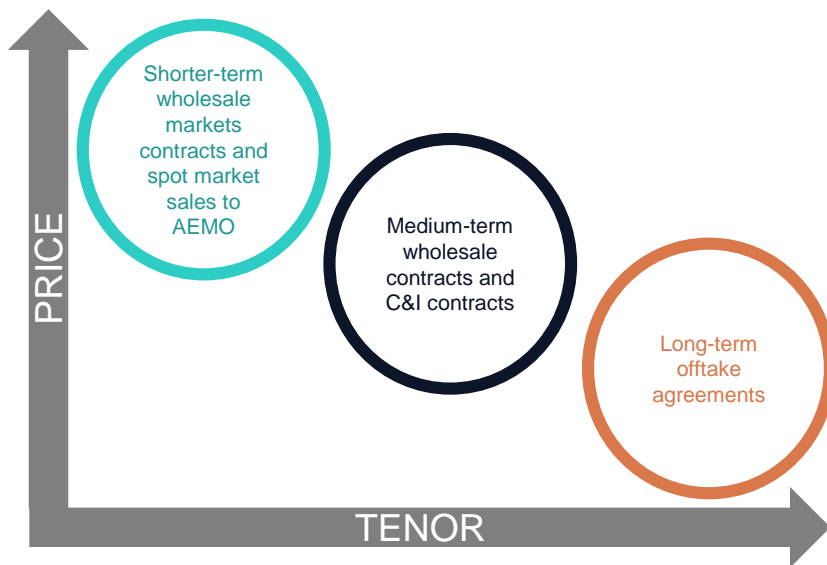 PRICE
Shorter-term
wholesale
markets
contracts and
spot market
sales to
AEMO
Medium-term
wholesale
contracts and
C&I contracts
Long-term
offtake
agreements
TENOR